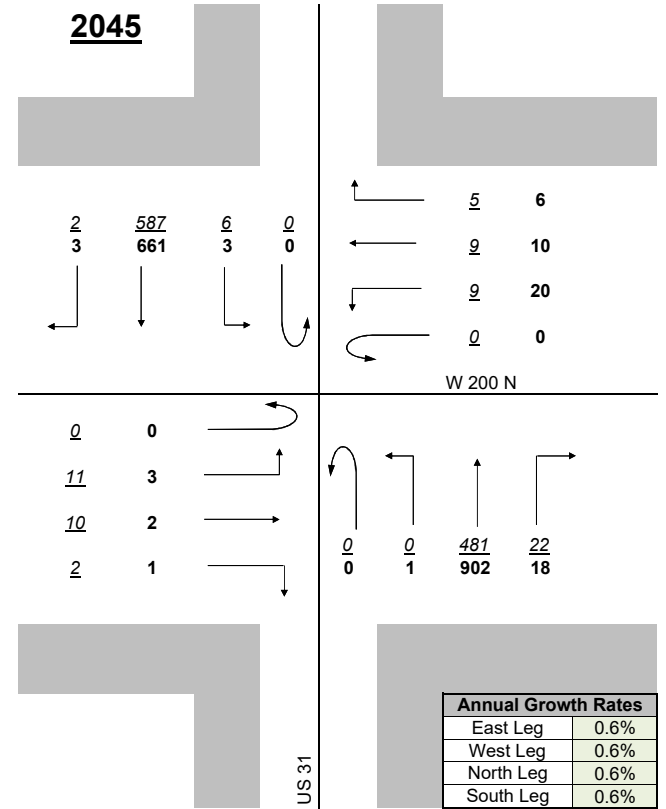 2045
2 587 6 0
3 661 3 0
5 6
9 10
9 20
0 0
W 200 N
0 0
11 3
10 2
2 1
0 0 481 22
0 1 902 18
US 31
Annual Growth Rates
East Leg 0.6%
West Leg 0.6%
North Leg 0.6%
South Leg 0.6%